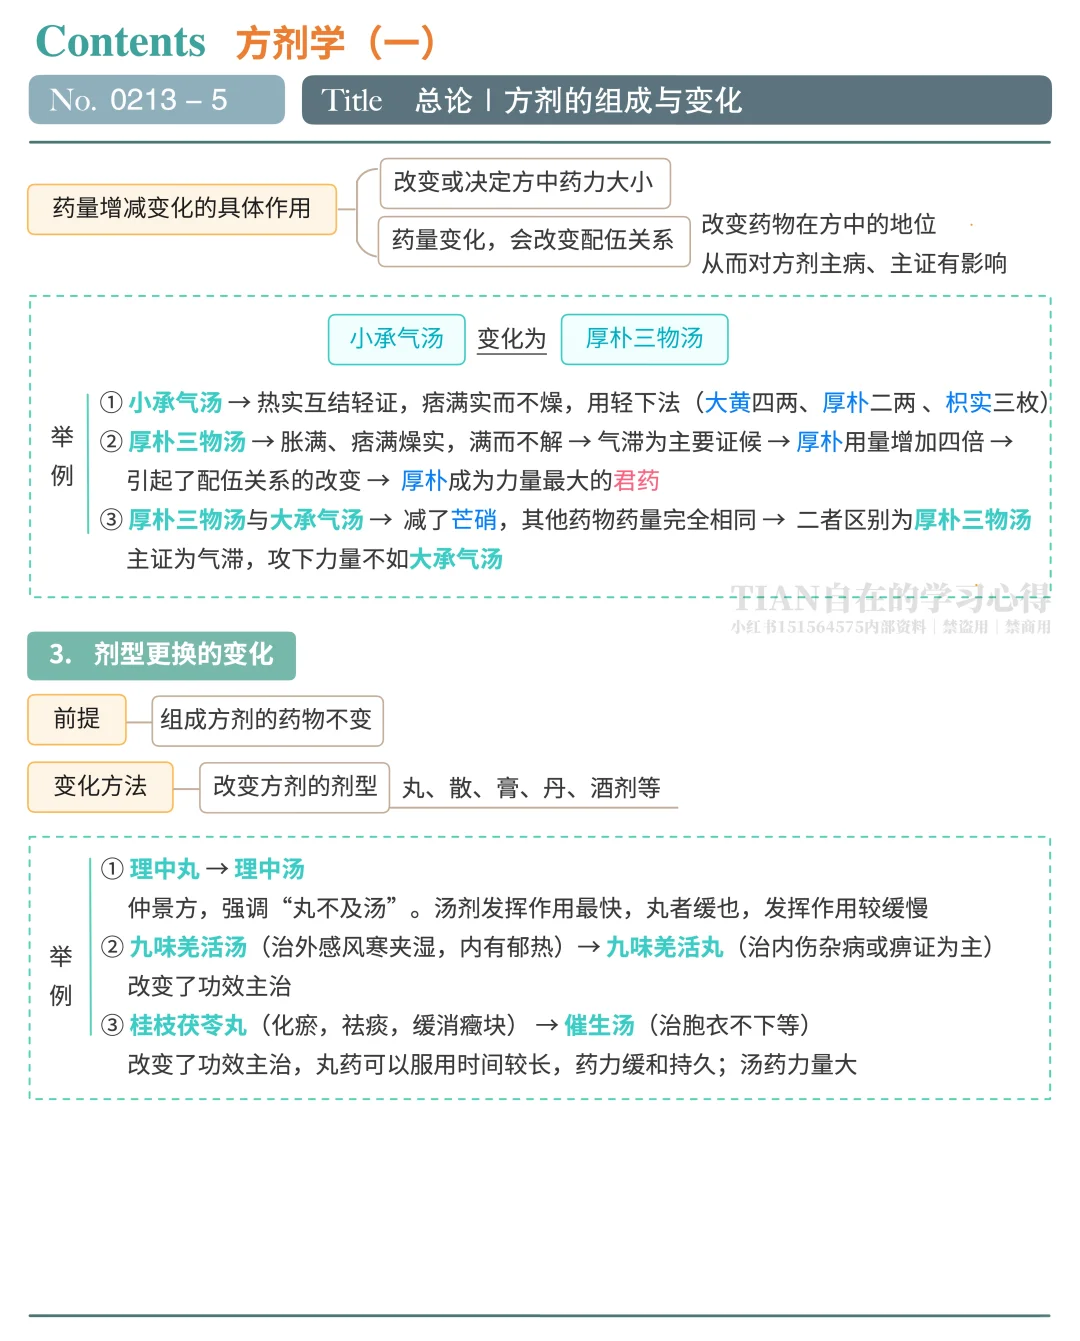 Contents 方剂学（一）
No. 0213 – 5
Title 总论｜方剂的组成与变化
药量增减变化的具体作用
改变或决定方中药力大小
药量变化，会改变配伍关系
改变药物在方中的地位
从而对方剂主病、主证有影响
小承气汤 变化为 厚朴三物汤
举例
① 小承气汤 → 热实互结轻证，痞满实而不燥，用轻下法（大黄四两、厚朴二两 、枳实三枚）
② 厚朴三物汤 → 胀满、痞满燥实，满而不解 → 气滞为主要证候 → 厚朴用量增加四倍 →
引起了配伍关系的改变 → 厚朴成为力量最大的君药
③ 厚朴三物汤与大承气汤 → 减了芒硝，其他药物药量完全相同 → 二者区别为厚朴三物汤
主证为气滞，攻下力量不如大承气汤
TIAN自在的学习心得
小红书151564575内部资料｜禁盗用｜禁商用
3. 剂型更换的变化
前提 组成方剂的药物不变
变化方法 改变方剂的剂型 丸、散、膏、丹、酒剂等
举例
① 理中丸 → 理中汤
仲景方，强调“丸不及汤”。汤剂发挥作用最快，丸者缓也，发挥作用较缓慢
② 九味羌活汤（治外感风寒夹湿，内有郁热）→ 九味羌活丸（治内伤杂病或痹证为主）
改变了功效主治
③ 桂枝茯苓丸（化瘀，祛痰，缓消癥块） → 催生汤（治胞衣不下等）
改变了功效主治，丸药可以服用时间较长，药力缓和持久；汤药力量大